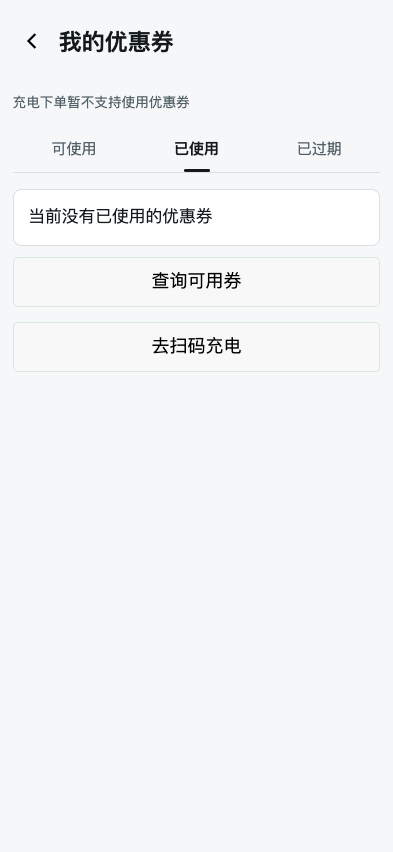 我的优惠券
充电下单暂不支持使用优惠券
可使用 已使用 已过期
当前没有已使用的优惠券
查询可用券
去扫码充电